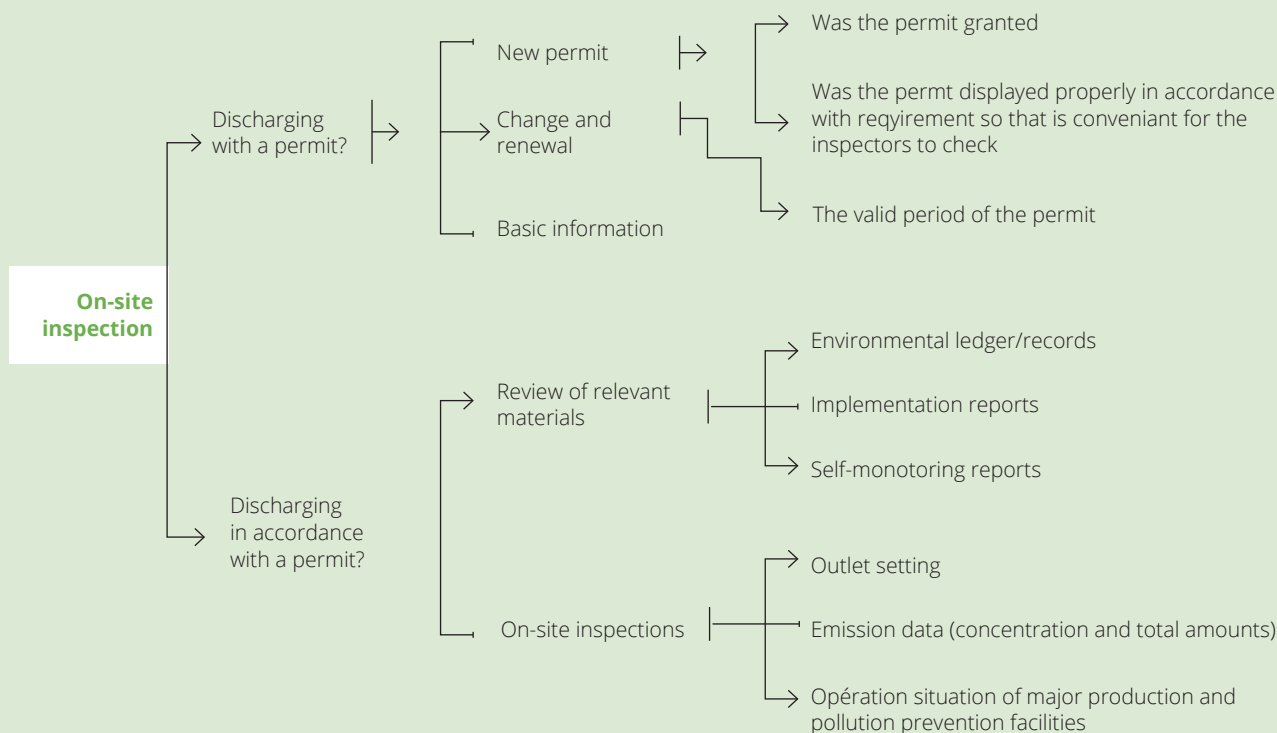 On-site
inspection
Discharging
with a permit?
New permit
Was the permit granted
Was the permt displayed properly in accordance
with reqyirement so that is conveniant for the
inspectors to check
Change and
renewal
The valid period of the permit
Basic information
Discharging
in accordance
with a permit?
Review of relevant
materials
Environmental ledger/records
Implementation reports
Self-monotoring reports
On-site inspections
Outlet setting
Emission data (concentration and total amounts)
Opération situation of major production and
pollution prevention facilities